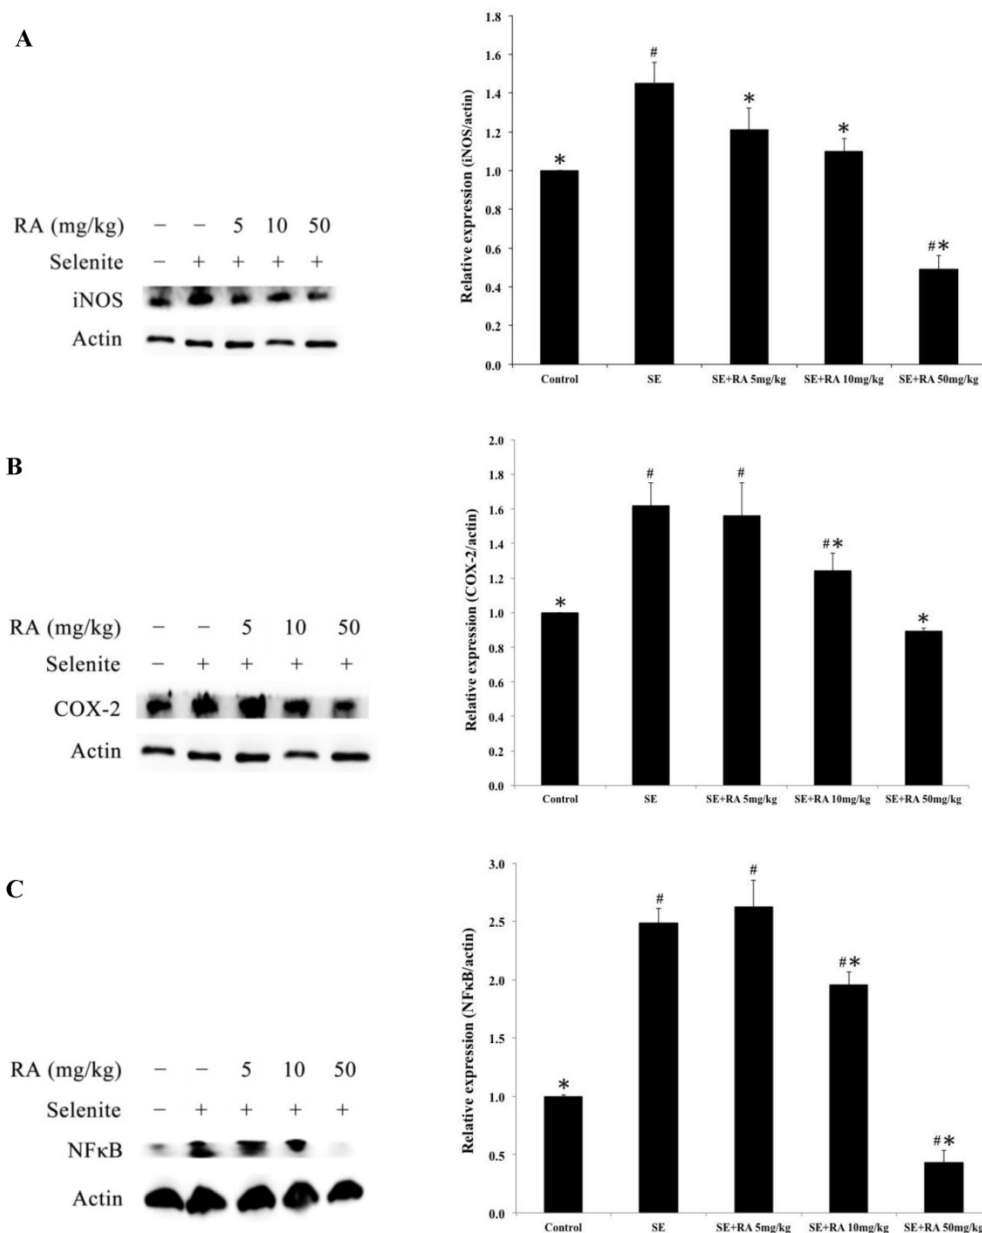 A
RA (mg/kg) – – 5 10 50
Selenite – + + + +
iNOS
Actin
Relative expression (iNOS/actin)
1.8
1.6
1.4
1.2
1.0
0.8
0.6
0.4
0.2
0.0
* # * * #*
Control SE SE+RA 5mg/kg SE+RA 10mg/kg SE+RA 50mg/kg
B
RA (mg/kg) – – 5 10 50
Selenite – + + + +
COX-2
Actin
Relative expression (COX-2/actin)
2.0
1.8
1.6
1.4
1.2
1.0
0.8
0.6
0.4
0.2
0.0
* # # #* *
Control SE SE+RA 5mg/kg SE+RA 10mg/kg SE+RA 50mg/kg
C
RA (mg/kg) – – 5 10 50
Selenite – + + + +
NFκB
Actin
Relative expression (NFκB/actin)
3.0
2.5
2.0
1.5
1.0
0.5
0.0
* # # #* #*
Control SE SE+RA 5mg/kg SE+RA 10mg/kg SE+RA 50mg/kg